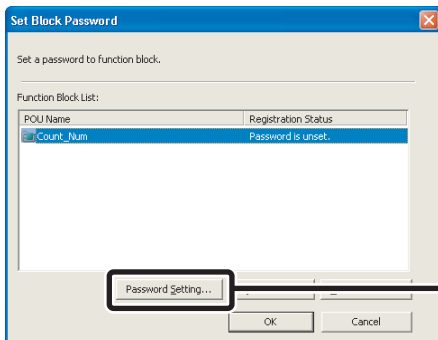 Set Block Password
Set a password to function block.
Function Block List:
POU Name Registration Status
Count_Num Password is unset.
Password Setting...
OK Cancel